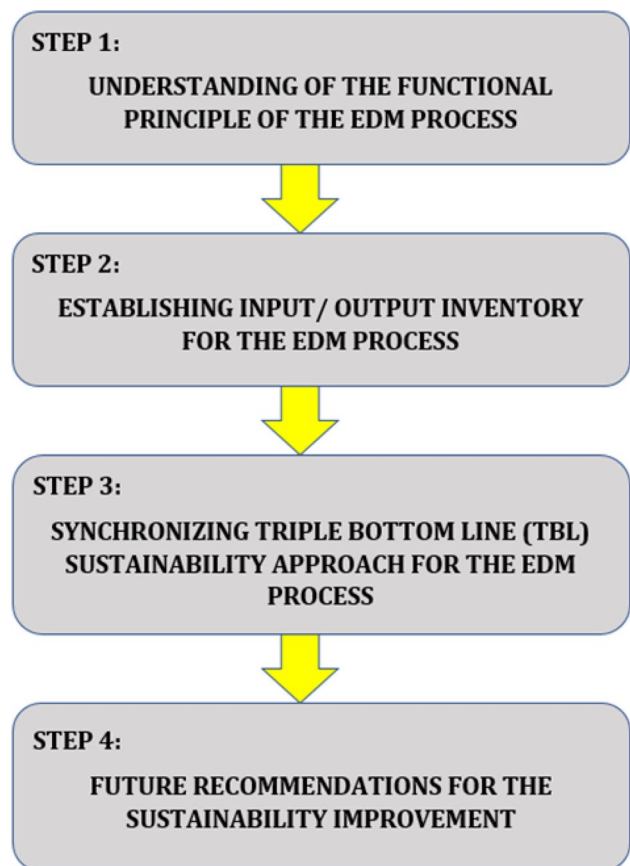 STEP 1:
UNDERSTANDING OF THE FUNCTIONAL
PRINCIPLE OF THE EDM PROCESS
STEP 2:
ESTABLISHING INPUT/ OUTPUT INVENTORY
FOR THE EDM PROCESS
STEP 3:
SYNCHRONIZING TRIPLE BOTTOM LINE (TBL)
SUSTAINABILITY APPROACH FOR THE EDM
PROCESS
STEP 4:
FUTURE RECOMMENDATIONS FOR THE
SUSTAINABILITY IMPROVEMENT